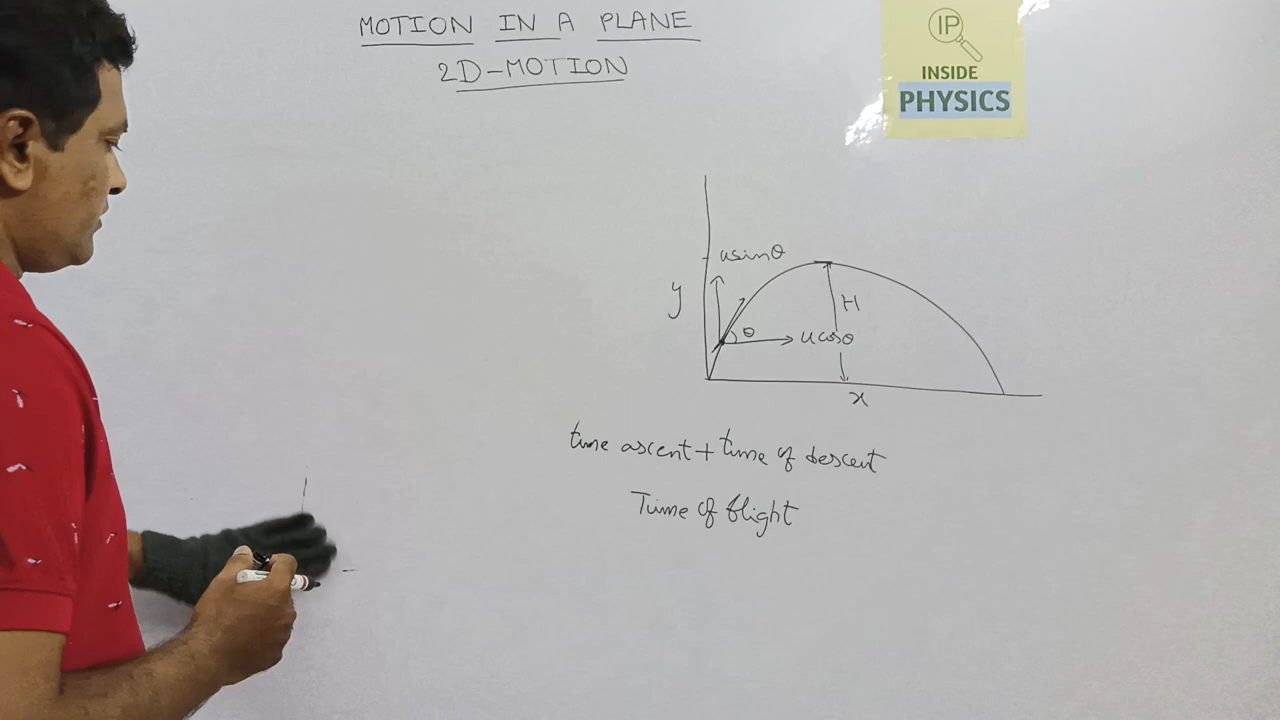 MOTION IN A PLANE
2D-MOTION
IP
INSIDE
PHYSICS
usinθ
y
H
θ
ucosθ
x
time ascent + time of descent
Time of flight